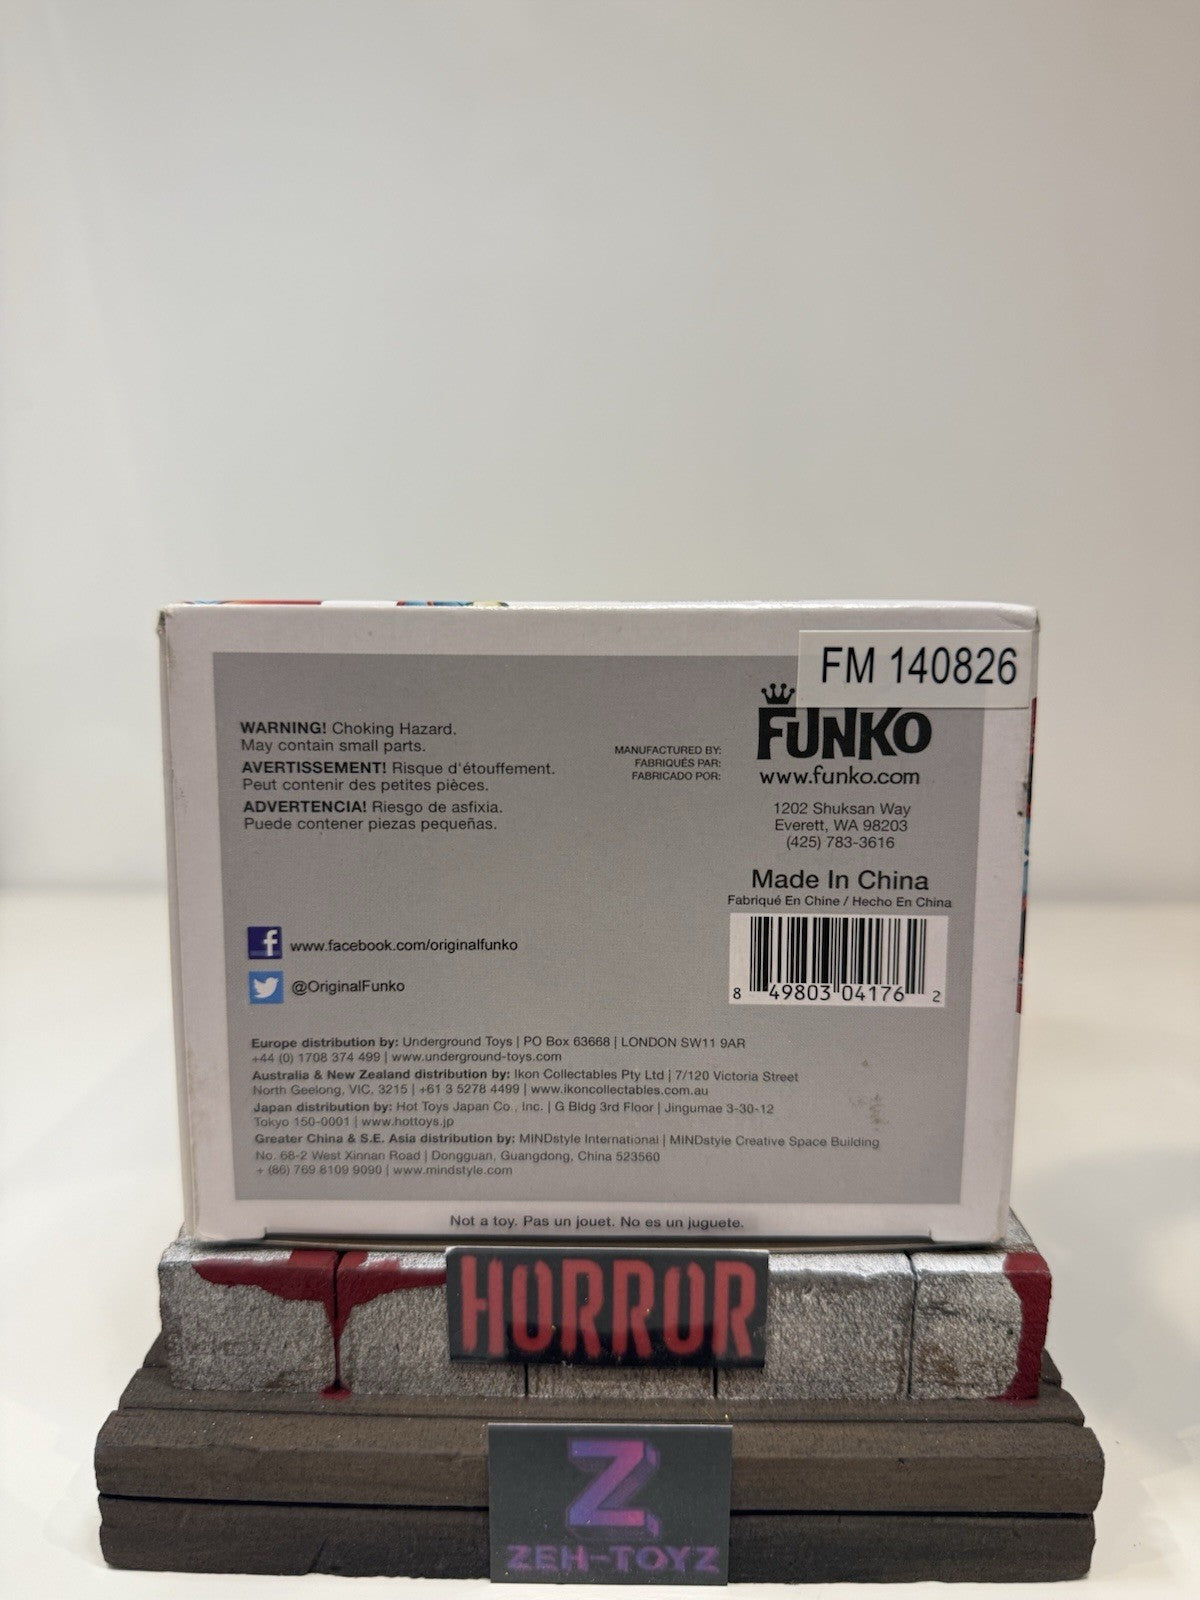 FM 140826
WARNING! Choking Hazard.
May contain small parts.
AVERTISSEMENT! Risque d'étouffement.
Peut contenir des petites pièces.
ADVERTENCIA! Riesgo de asfixia.
Puede contener piezas pequeñas.
MANUFACTURED BY:
FABRIQUÉS PAR:
FABRICADO POR:
FUNKO
www.funko.com
1202 Shuksan Way
Everett, WA 98203
(425) 783-3616
Made In China
Fabriqué En Chine / Hecho En China
8 49803 04176 2
f www.facebook.com/originalfunko
@OriginalFunko
Europe distribution by: Underground Toys | PO Box 63668 | LONDON SW11 9AR
+44 (0) 1708 374 499 | www.underground-toys.com
Australia & New Zealand distribution by: Ikon Collectables Pty Ltd | 7/120 Victoria Street
North Geelong, VIC, 3215 | +61 3 5278 4499 | www.ikoncollectables.com.au
Japan distribution by: Hot Toys Japan Co., Inc. | G Bldg 3rd Floor | Jingumae 3-30-12
Tokyo 150-0001 | www.hottoys.jp
Greater China & S.E. Asia distribution by: MINDstyle International | MINDstyle Creative Space Building
No. 68-2 West Xinnan Road | Dongguan, Guangdong, China 523560
+ (86) 769 8109 9090 | www.mindstyle.com
Not a toy. Pas un jouet. No es un juguete.
HORROR
Z
ZEH-TOYZ